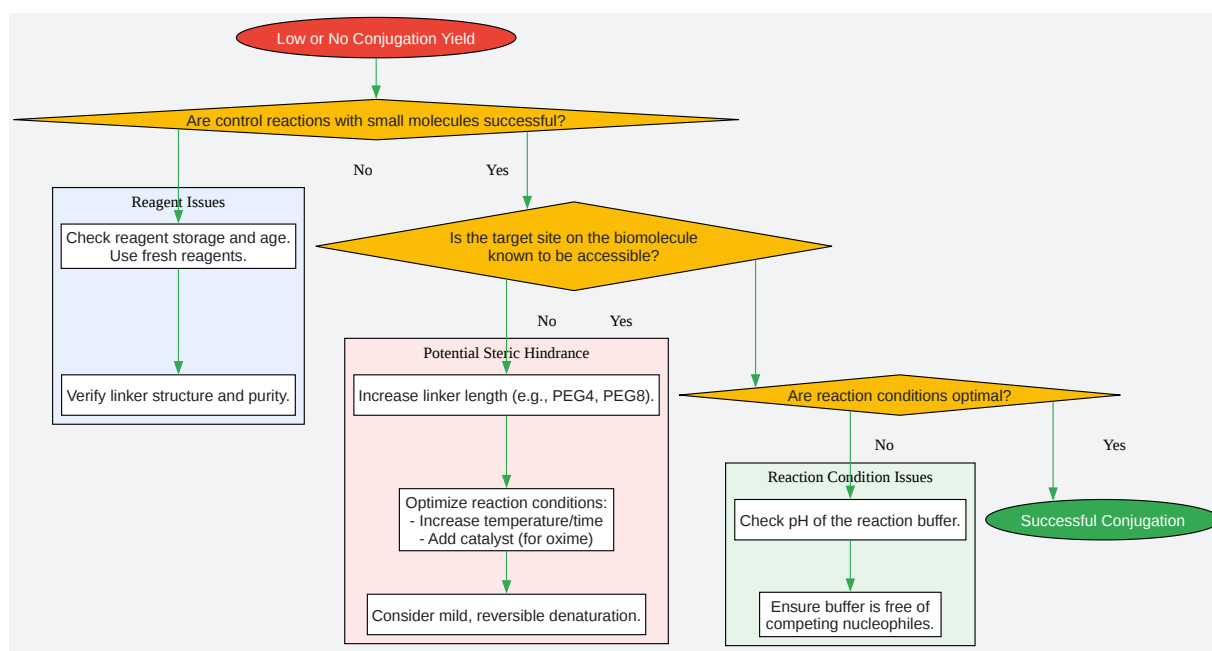 Low or No Conjugation Yield
Are control reactions with small molecules successful?
No
Yes
Reagent Issues
Check reagent storage and age.
Use fresh reagents.
Verify linker structure and purity.
Is the target site on the biomolecule
known to be accessible?
No
Yes
Potential Steric Hindrance
Increase linker length (e.g., PEG4, PEG8).
Optimize reaction conditions:
- Increase temperature/time
- Add catalyst (for oxime)
Consider mild, reversible denaturation.
Are reaction conditions optimal?
No
Yes
Reaction Condition Issues
Check pH of the reaction buffer.
Ensure buffer is free of
competing nucleophiles.
Successful Conjugation